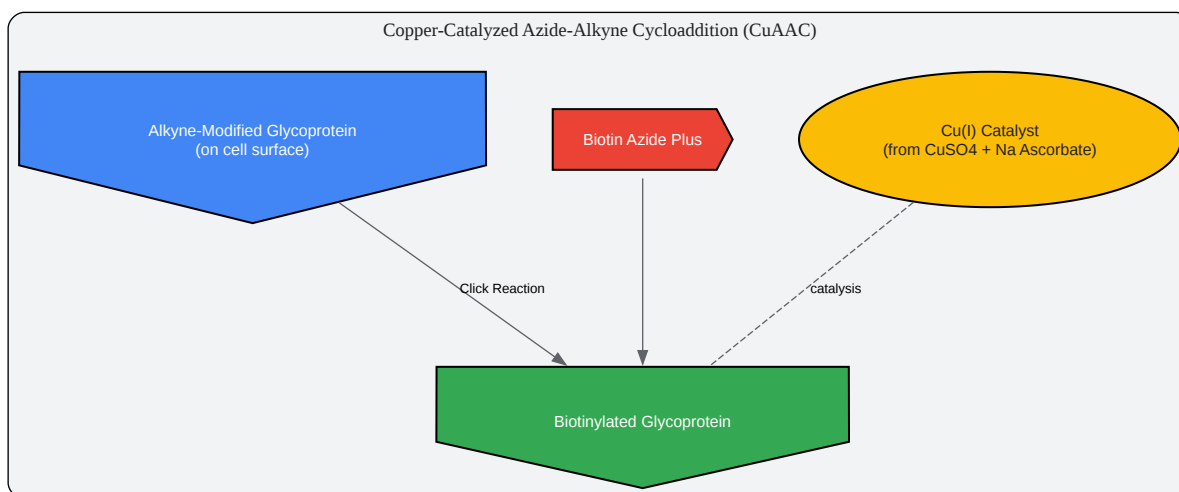 Copper-Catalyzed Azide-Alkyne Cycloaddition (CuAAC)
Alkyne-Modified Glycoprotein
(on cell surface)
Biotin Azide Plus
Cu(I) Catalyst
(from CuSO4 + Na Ascorbate)
Click Reaction
catalysis
Biotinylated Glycoprotein